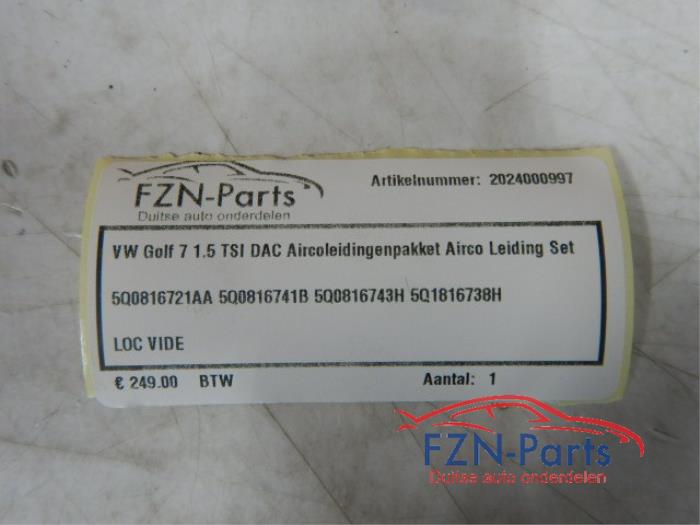 FZN-Parts
Duitse auto onderdelen
Artikelnummer: 2024000997
VW Golf 7 1.5 TSI DAC Aircoleidingenpakket Airco Leiding Set
5Q0816721AA 5Q0816741B 5Q0816743H 5Q1816738H
LOC VIDE
€ 249.00 BTW Aantal: 1
FZN-Parts
Duitse auto onderdelen